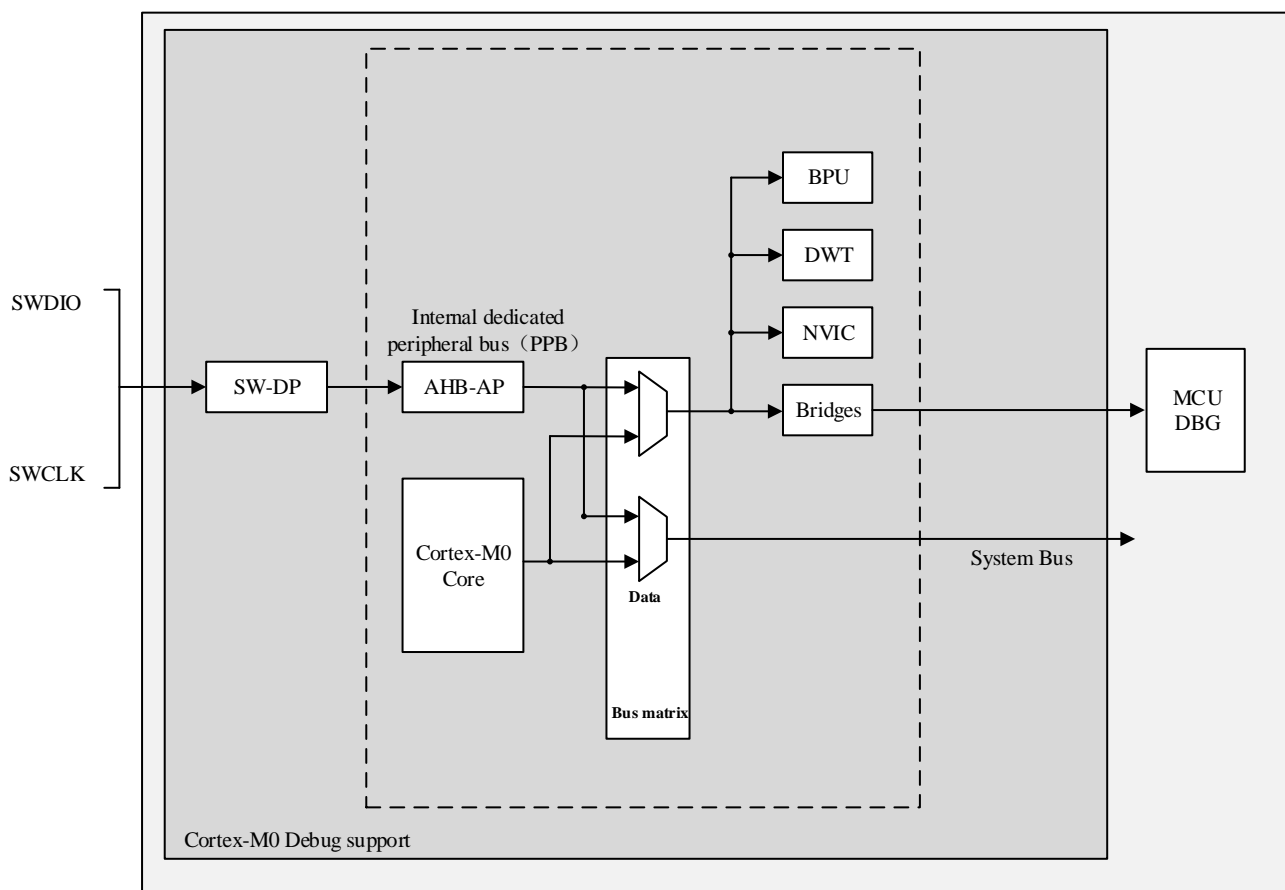 BPU
DWT
SWDIO
Internal dedicated
peripheral bus（PPB）
NVIC
SW-DP
AHB-AP
Bridges
MCU
DBG
SWCLK
Cortex-M0
Core
System Bus
Data
Bus matrix
Cortex-M0 Debug support